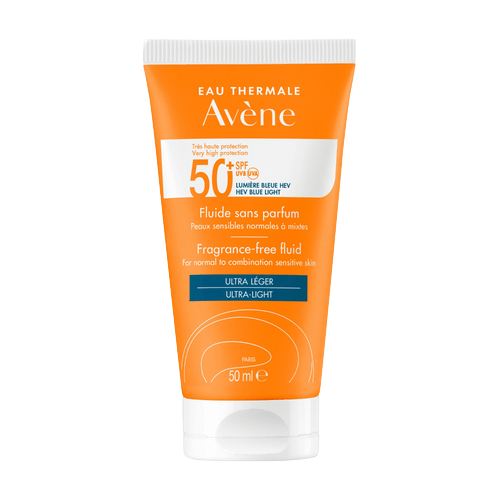 EAU THERMALE
Avène
Très haute protection
Very high protection
50+ SPF
UVB UVA
LUMIÈRE BLEUE HEV
HEV BLUE LIGHT
Fluide sans parfum
Peaux sensibles normales à mixtes
Fragrance-free fluid
For normal to combination sensitive skin
ULTRA LÉGER
ULTRA-LIGHT
PARIS
50 ml e